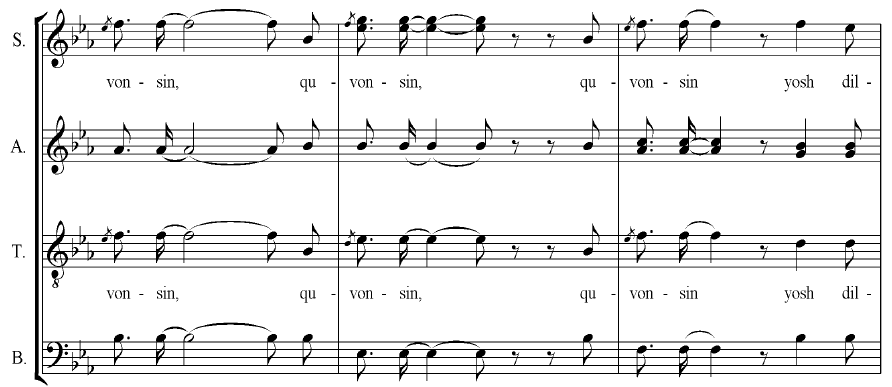 S.
von - sin, qu - von - sin, qu - von - sin yosh dil -
A.
T.
von - sin, qu - von - sin, qu - von - sin yosh dil -
B.